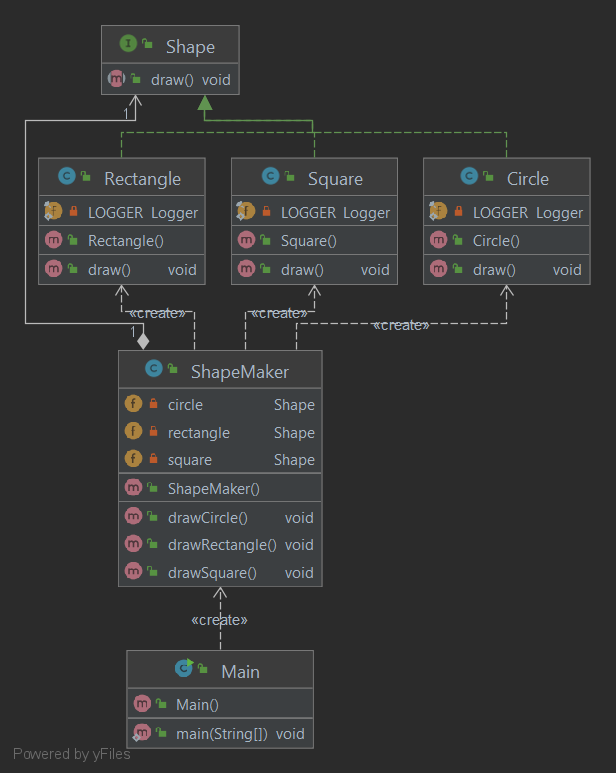 Shape
draw() void
1
Rectangle
LOGGER Logger
Rectangle()
draw() void
Square
LOGGER Logger
Square()
draw() void
Circle
LOGGER Logger
Circle()
draw() void
«create»
«create»
«create»
1
ShapeMaker
circle Shape
rectangle Shape
square Shape
ShapeMaker()
drawCircle() void
drawRectangle() void
drawSquare() void
«create»
Main
Main()
main(String[]) void
Powered by yFiles